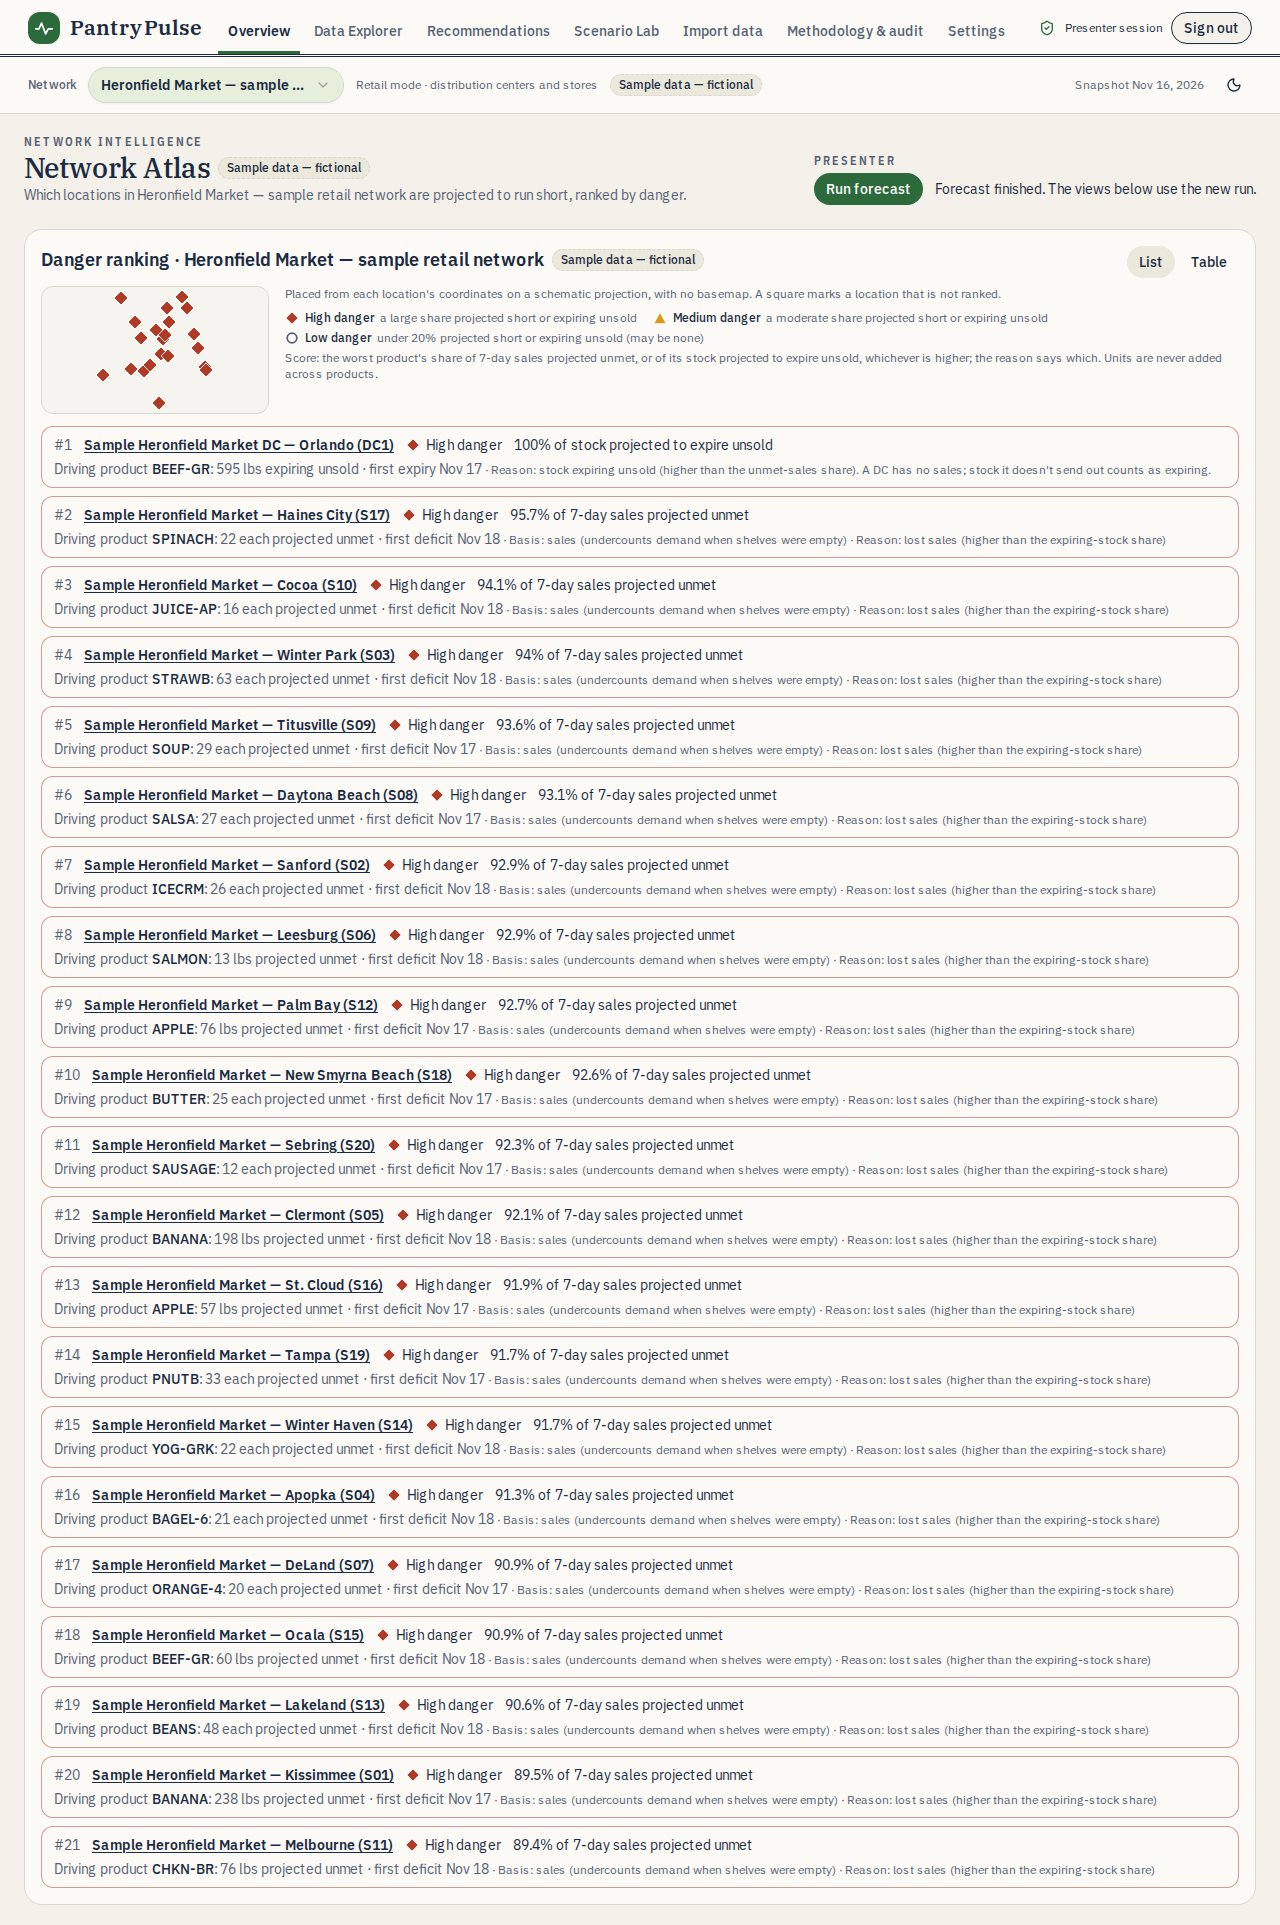 PantryPulse
Overview
Data Explorer
Recommendations
Scenario Lab
Import data
Methodology & audit
Settings
Presenter session
Sign out
Network
Heronfield Market — sample ...
Retail mode · distribution centers and stores
Sample data — fictional
Snapshot Nov 16, 2026
NETWORK INTELLIGENCE
Network Atlas
Sample data — fictional
Which locations in Heronfield Market — sample retail network are projected to run short, ranked by danger.
PRESENTER
Run forecast
Forecast finished. The views below use the new run.
Danger ranking · Heronfield Market — sample retail network
Sample data — fictional
List
Table
Placed from each location's coordinates on a schematic projection, with no basemap. A square marks a location that is not ranked.
High danger a large share projected short or expiring unsold
Medium danger a moderate share projected short or expiring unsold
Low danger under 20% projected short or expiring unsold (may be none)
Score: the worst product's share of 7-day sales projected unmet, or of its stock projected to expire unsold, whichever is higher; the reason says which. Units are never added
across products.
#1 Sample Heronfield Market DC — Orlando (DC1) High danger 100% of stock projected to expire unsold
Driving product BEEF-GR: 595 lbs expiring unsold · first expiry Nov 17 · Reason: stock expiring unsold (higher than the unmet-sales share). A DC has no sales; stock it doesn't send out counts as expiring.
#2 Sample Heronfield Market — Haines City (S17) High danger 95.7% of 7-day sales projected unmet
Driving product SPINACH: 22 each projected unmet · first deficit Nov 18 · Basis: sales (undercounts demand when shelves were empty) · Reason: lost sales (higher than the expiring-stock share)
#3 Sample Heronfield Market — Cocoa (S10) High danger 94.1% of 7-day sales projected unmet
Driving product JUICE-AP: 16 each projected unmet · first deficit Nov 18 · Basis: sales (undercounts demand when shelves were empty) · Reason: lost sales (higher than the expiring-stock share)
#4 Sample Heronfield Market — Winter Park (S03) High danger 94% of 7-day sales projected unmet
Driving product STRAWB: 63 each projected unmet · first deficit Nov 18 · Basis: sales (undercounts demand when shelves were empty) · Reason: lost sales (higher than the expiring-stock share)
#5 Sample Heronfield Market — Titusville (S09) High danger 93.6% of 7-day sales projected unmet
Driving product SOUP: 29 each projected unmet · first deficit Nov 17 · Basis: sales (undercounts demand when shelves were empty) · Reason: lost sales (higher than the expiring-stock share)
#6 Sample Heronfield Market — Daytona Beach (S08) High danger 93.1% of 7-day sales projected unmet
Driving product SALSA: 27 each projected unmet · first deficit Nov 17 · Basis: sales (undercounts demand when shelves were empty) · Reason: lost sales (higher than the expiring-stock share)
#7 Sample Heronfield Market — Sanford (S02) High danger 92.9% of 7-day sales projected unmet
Driving product ICECRM: 26 each projected unmet · first deficit Nov 18 · Basis: sales (undercounts demand when shelves were empty) · Reason: lost sales (higher than the expiring-stock share)
#8 Sample Heronfield Market — Leesburg (S06) High danger 92.9% of 7-day sales projected unmet
Driving product SALMON: 13 lbs projected unmet · first deficit Nov 18 · Basis: sales (undercounts demand when shelves were empty) · Reason: lost sales (higher than the expiring-stock share)
#9 Sample Heronfield Market — Palm Bay (S12) High danger 92.7% of 7-day sales projected unmet
Driving product APPLE: 76 lbs projected unmet · first deficit Nov 17 · Basis: sales (undercounts demand when shelves were empty) · Reason: lost sales (higher than the expiring-stock share)
#10 Sample Heronfield Market — New Smyrna Beach (S18) High danger 92.6% of 7-day sales projected unmet
Driving product BUTTER: 25 each projected unmet · first deficit Nov 17 · Basis: sales (undercounts demand when shelves were empty) · Reason: lost sales (higher than the expiring-stock share)
#11 Sample Heronfield Market — Sebring (S20) High danger 92.3% of 7-day sales projected unmet
Driving product SAUSAGE: 12 each projected unmet · first deficit Nov 17 · Basis: sales (undercounts demand when shelves were empty) · Reason: lost sales (higher than the expiring-stock share)
#12 Sample Heronfield Market — Clermont (S05) High danger 92.1% of 7-day sales projected unmet
Driving product BANANA: 198 lbs projected unmet · first deficit Nov 18 · Basis: sales (undercounts demand when shelves were empty) · Reason: lost sales (higher than the expiring-stock share)
#13 Sample Heronfield Market — St. Cloud (S16) High danger 91.9% of 7-day sales projected unmet
Driving product APPLE: 57 lbs projected unmet · first deficit Nov 17 · Basis: sales (undercounts demand when shelves were empty) · Reason: lost sales (higher than the expiring-stock share)
#14 Sample Heronfield Market — Tampa (S19) High danger 91.7% of 7-day sales projected unmet
Driving product PNUTB: 33 each projected unmet · first deficit Nov 17 · Basis: sales (undercounts demand when shelves were empty) · Reason: lost sales (higher than the expiring-stock share)
#15 Sample Heronfield Market — Winter Haven (S14) High danger 91.7% of 7-day sales projected unmet
Driving product YOG-GRK: 22 each projected unmet · first deficit Nov 18 · Basis: sales (undercounts demand when shelves were empty) · Reason: lost sales (higher than the expiring-stock share)
#16 Sample Heronfield Market — Apopka (S04) High danger 91.3% of 7-day sales projected unmet
Driving product BAGEL-6: 21 each projected unmet · first deficit Nov 18 · Basis: sales (undercounts demand when shelves were empty) · Reason: lost sales (higher than the expiring-stock share)
#17 Sample Heronfield Market — DeLand (S07) High danger 90.9% of 7-day sales projected unmet
Driving product ORANGE-4: 20 each projected unmet · first deficit Nov 17 · Basis: sales (undercounts demand when shelves were empty) · Reason: lost sales (higher than the expiring-stock share)
#18 Sample Heronfield Market — Ocala (S15) High danger 90.9% of 7-day sales projected unmet
Driving product BEEF-GR: 60 lbs projected unmet · first deficit Nov 18 · Basis: sales (undercounts demand when shelves were empty) · Reason: lost sales (higher than the expiring-stock share)
#19 Sample Heronfield Market — Lakeland (S13) High danger 90.6% of 7-day sales projected unmet
Driving product BEANS: 48 each projected unmet · first deficit Nov 18 · Basis: sales (undercounts demand when shelves were empty) · Reason: lost sales (higher than the expiring-stock share)
#20 Sample Heronfield Market — Kissimmee (S01) High danger 89.5% of 7-day sales projected unmet
Driving product BANANA: 238 lbs projected unmet · first deficit Nov 17 · Basis: sales (undercounts demand when shelves were empty) · Reason: lost sales (higher than the expiring-stock share)
#21 Sample Heronfield Market — Melbourne (S11) High danger 89.4% of 7-day sales projected unmet
Driving product CHKN-BR: 76 lbs projected unmet · first deficit Nov 18 · Basis: sales (undercounts demand when shelves were empty) · Reason: lost sales (higher than the expiring-stock share)